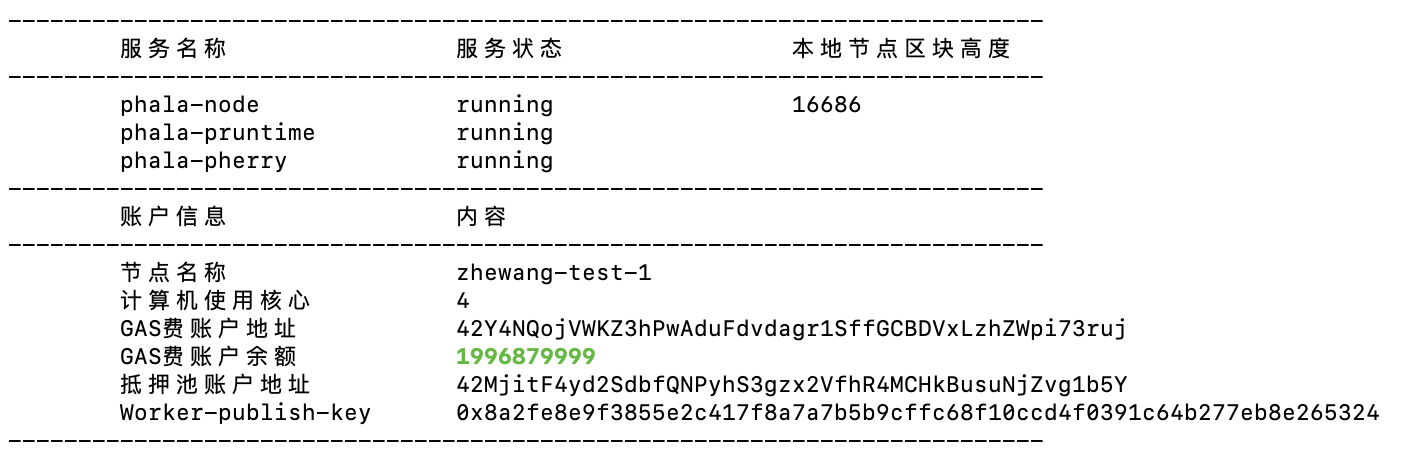 服务名称 服务状态 本地节点区块高度
phala-node running 16686
phala-pruntime running
phala-pherry running
账户信息 内容
节点名称 zhewang-test-1
计算机使用核心 4
GAS费账户地址 42Y4NQojVWKZ3hPwAduFdvdagr1SffGCBDVxLzhZWpi73ruj
GAS费账户余额 1996879999
抵押池账户地址 42MjitF4yd2SdbfQNPyhS3gzx2VfhR4MCHkBusuNjZvg1b5Y
Worker-publish-key 0x8a2fe8e9f3855e2c417f8a7a7b5b9cffc68f10ccd4f0391c64b277eb8e265324